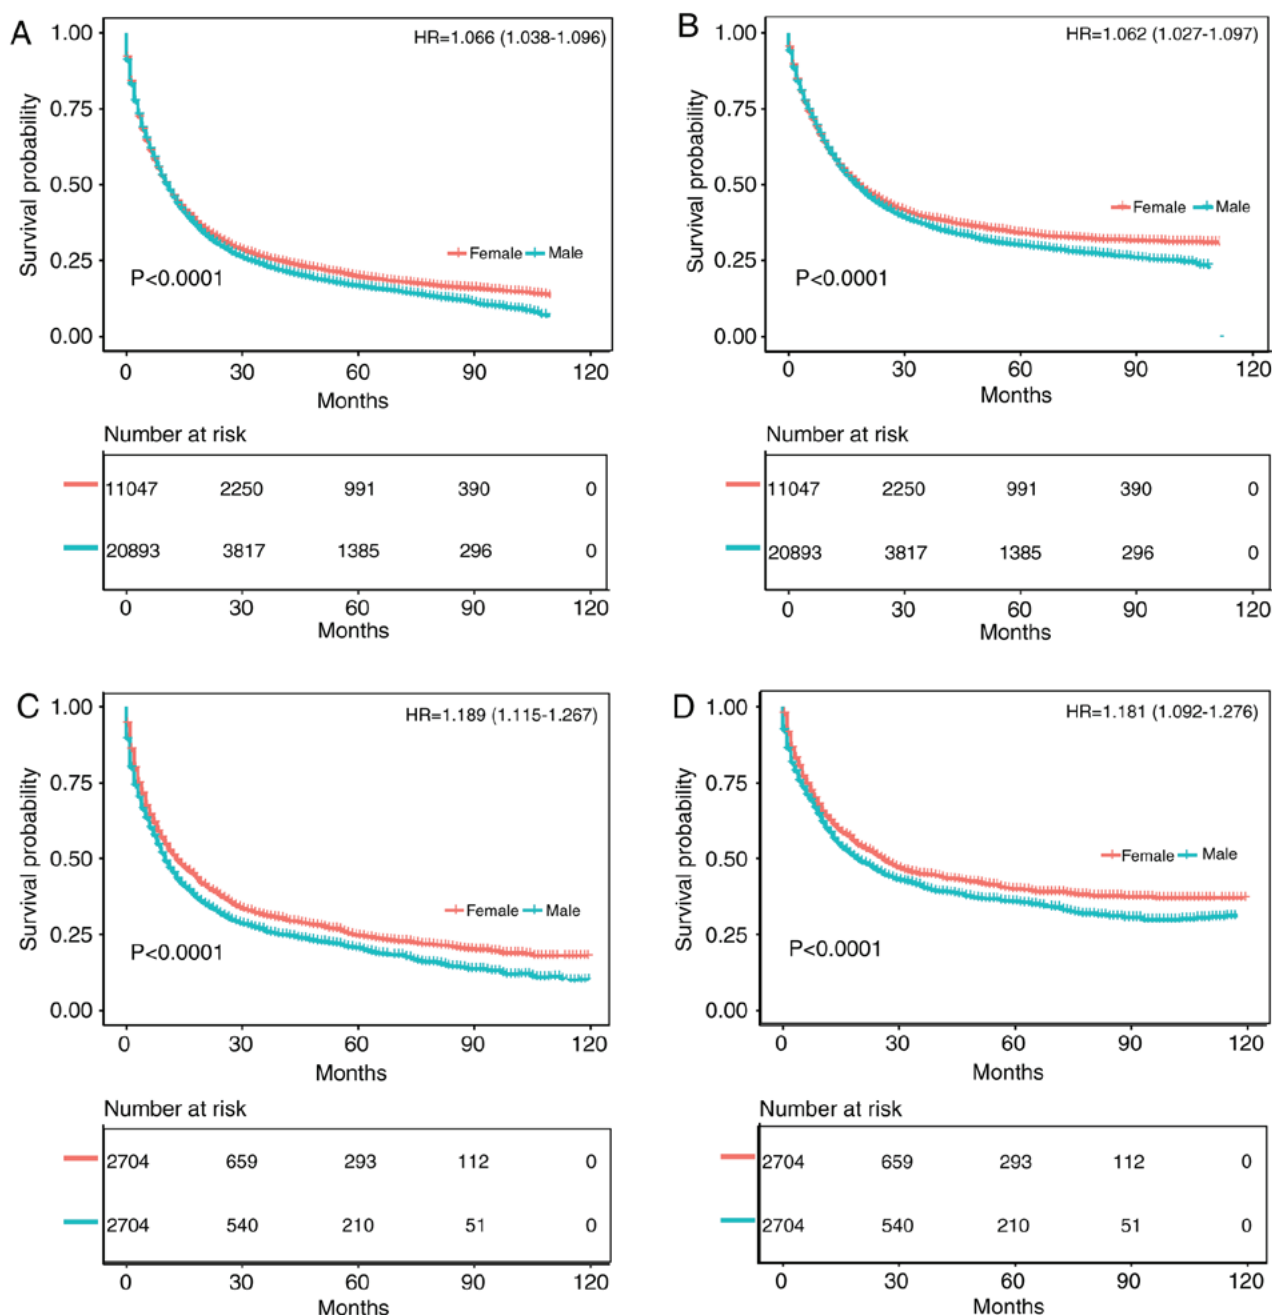 A
HR=1.066 (1.038-1.096)
1.00
0.75
0.50
0.25
0.00
Survival probability
Female Male
P<0.0001
0 30 60 90 120
Months
Number at risk
11047 2250 991 390 0
20893 3817 1385 296 0
0 30 60 90 120
Months
B
HR=1.062 (1.027-1.097)
1.00
0.75
0.50
0.25
0.00
Survival probability
Female Male
P<0.0001
0 30 60 90 120
Months
Number at risk
11047 2250 991 390 0
20893 3817 1385 296 0
0 30 60 90 120
Months
C
HR=1.189 (1.115-1.267)
1.00
0.75
0.50
0.25
0.00
Survival probability
Female Male
P<0.0001
0 30 60 90 120
Months
Number at risk
2704 659 293 112 0
2704 540 210 51 0
0 30 60 90 120
Months
D
HR=1.181 (1.092-1.276)
1.00
0.75
0.50
0.25
0.00
Survival probability
Female Male
P<0.0001
0 30 60 90 120
Months
Number at risk
2704 659 293 112 0
2704 540 210 51 0
0 30 60 90 120
Months